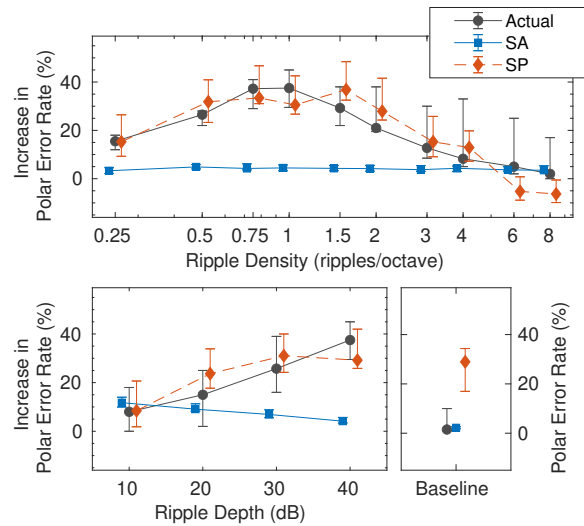 Actual
SA
SP
Increase in
Polar Error Rate (%)
40
20
0
0.25 0.5 0.75 1 1.5 2 3 4 6 8
Ripple Density (ripples/octave)
Increase in
Polar Error Rate (%)
40
20
0
10 20 30 40
Ripple Depth (dB)
40
20
0
Polar Error Rate (%)
Baseline